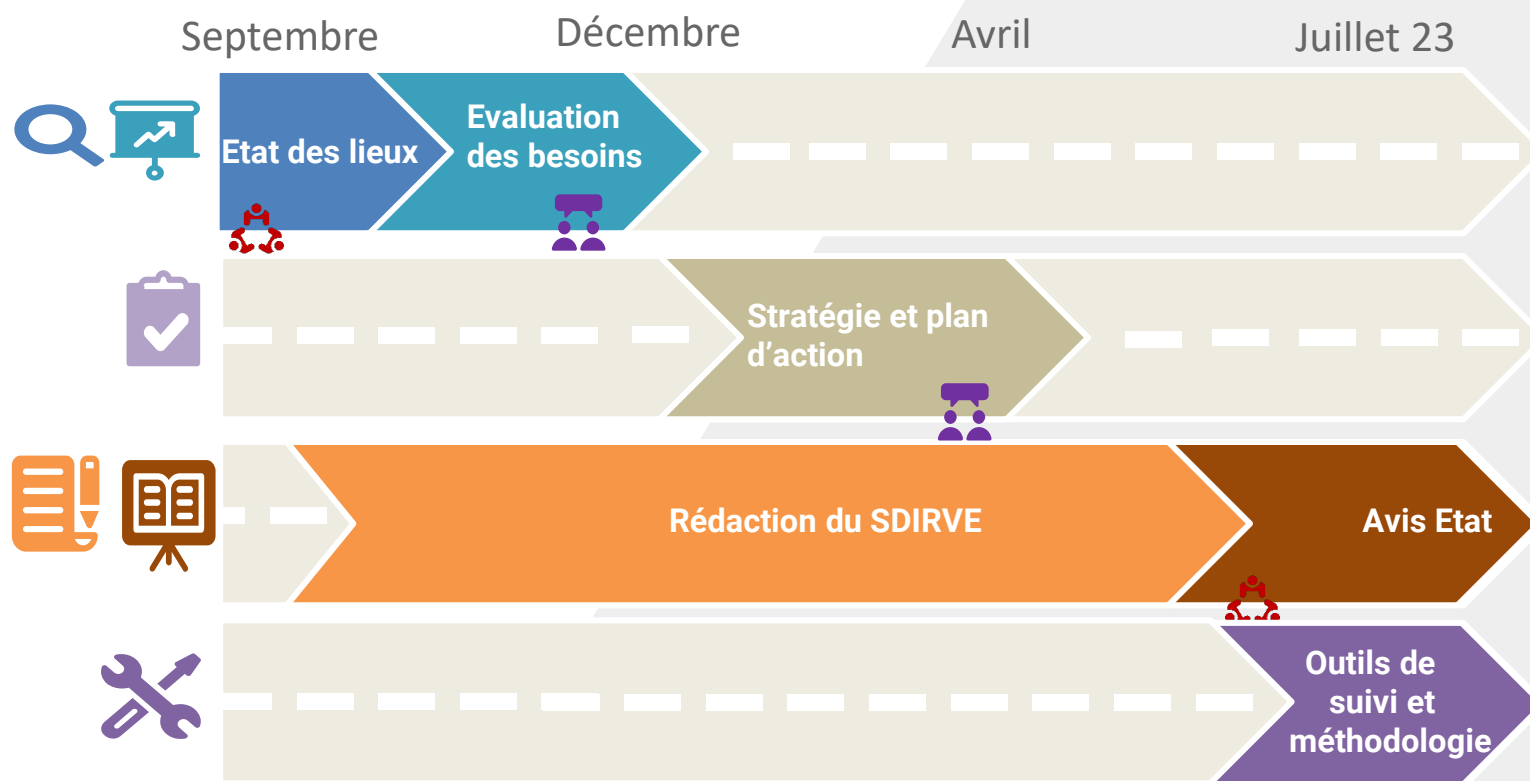 Septembre
Décembre
Avril
Juillet 23
Etat des lieux
Evaluation
des besoins
Stratégie et plan
d’action
Rédaction du SDIRVE
Avis Etat
Outils de
suivi et
méthodologie